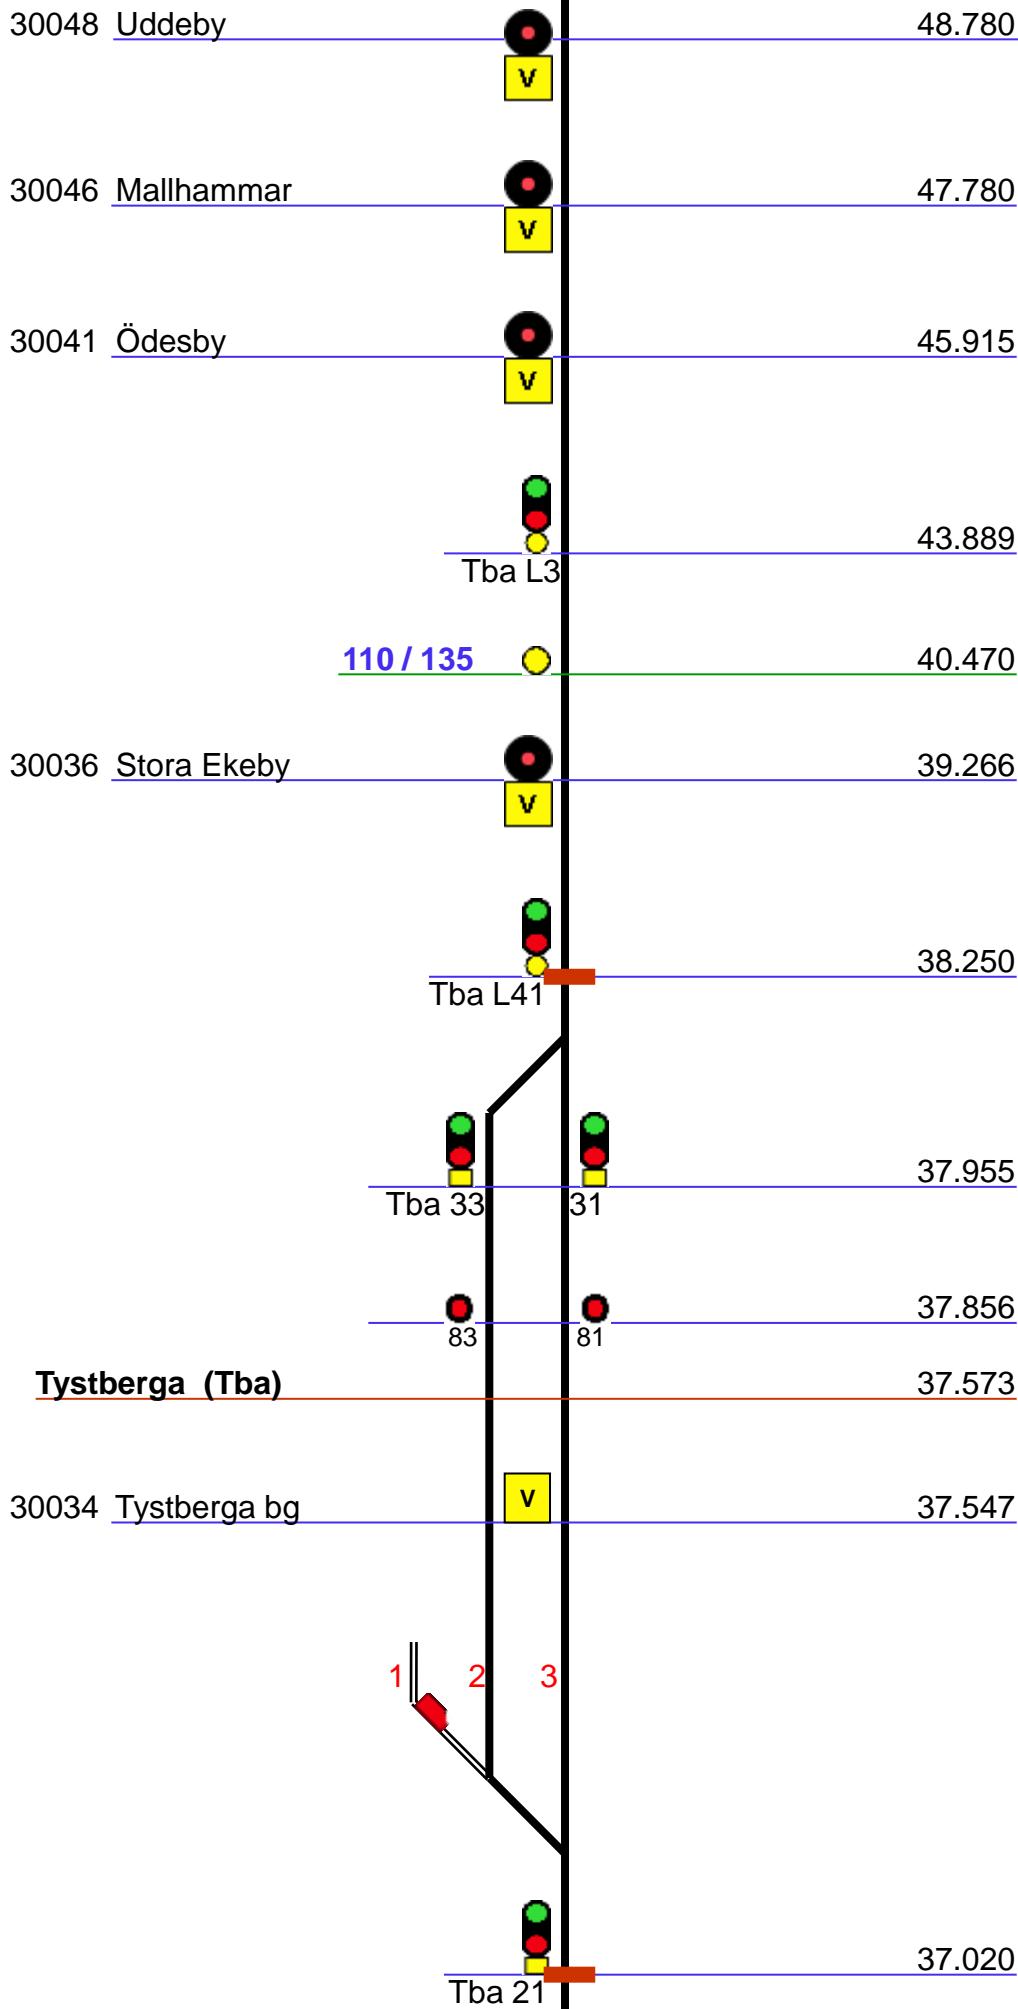 30048 Uddeby 48.780
V
30046 Mallhammar 47.780
V
30041 Ödesby 45.915
V
43.889
Tba L3
110 / 135 40.470
30036 Stora Ekeby 39.266
V
38.250
Tba L41
37.955
Tba 33 31
37.856
83 81
Tystberga (Tba) 37.573
V
30034 Tystberga bg 37.547
1 2 3
37.020
Tba 21